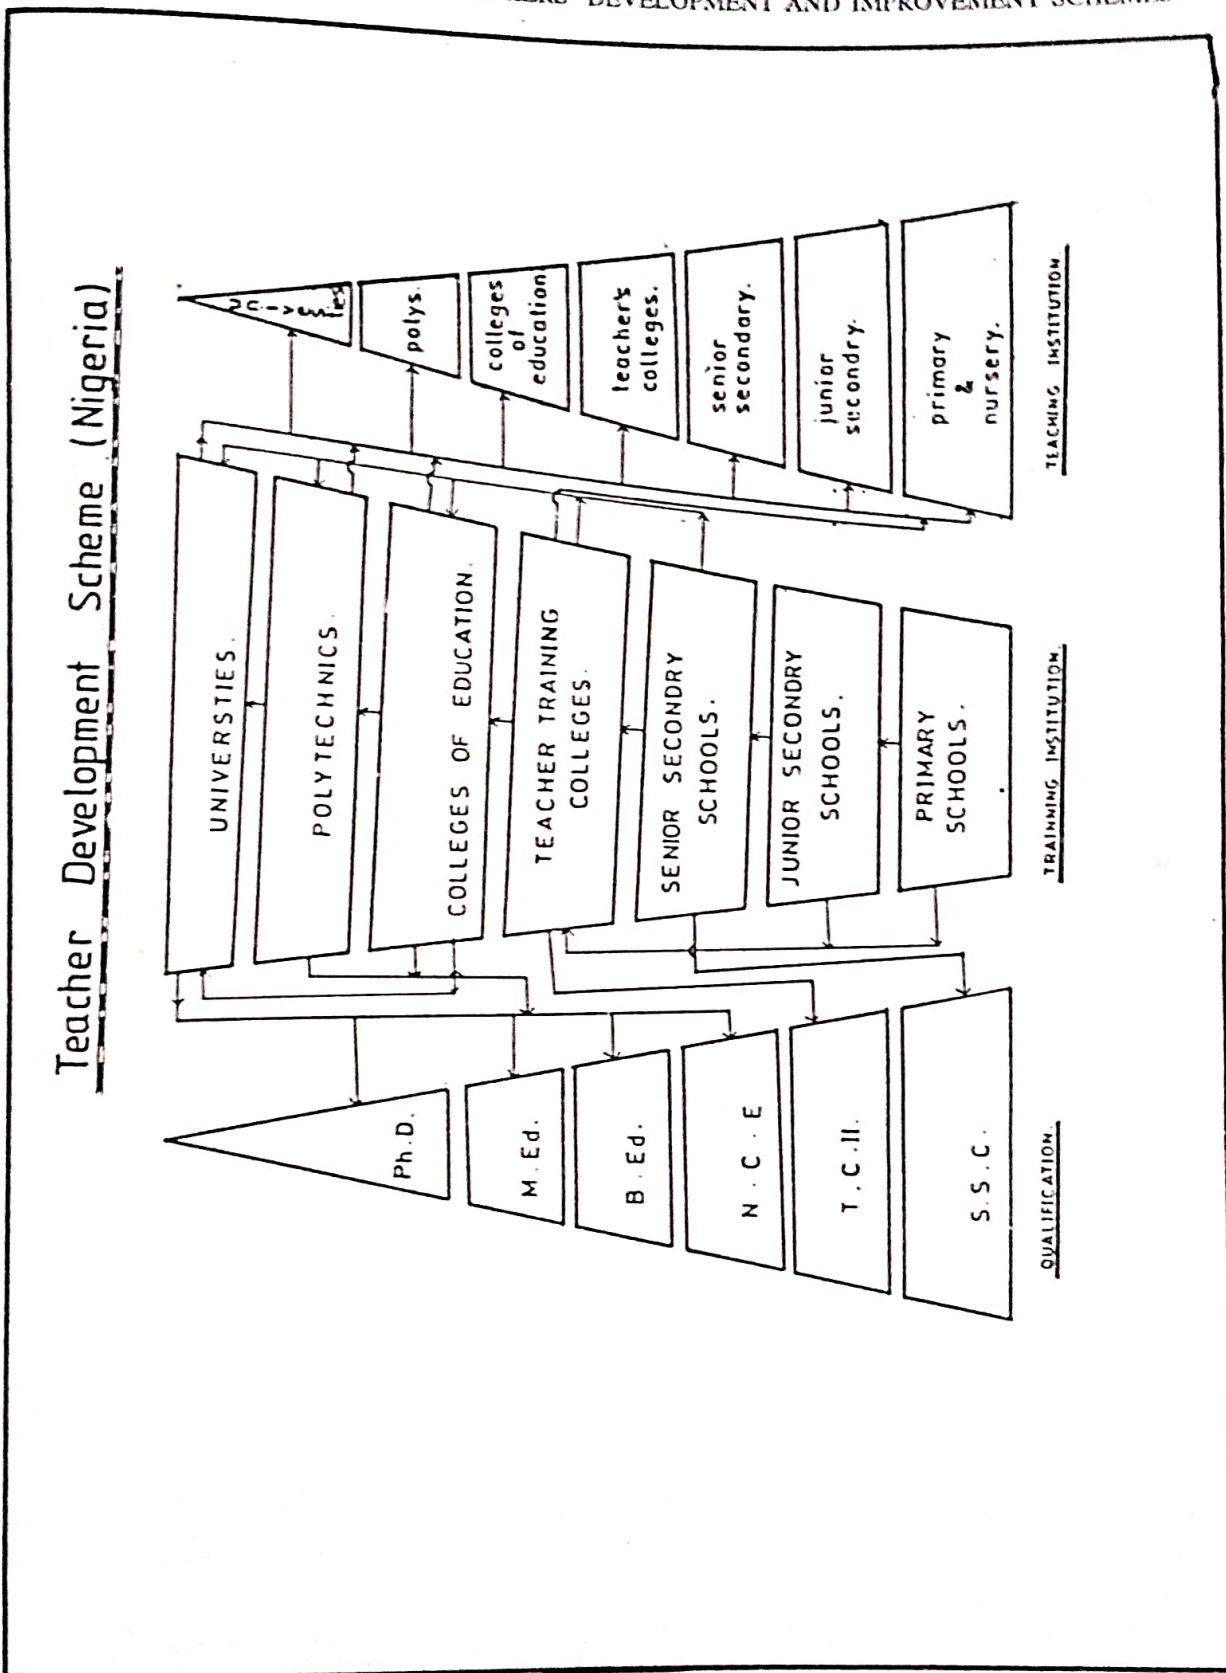 DEVELOPMENT AND IMPROVEMENT SCHEMES
Teacher Development Scheme (Nigeria)
Ph.D.
M.Ed.
B.Ed.
N.C.E
T.C.II.
S.S.C.
QUALIFICATION.
UNIVERSTIES.
POLYTECHNICS.
COLLEGES OF EDUCATION.
TEACHER TRAINING
COLLEGES.
SENIOR SECONDRY
SCHOOLS.
JUNIOR SECONDRY
SCHOOLS.
PRIMARY
SCHOOLS.
TRAINNING INSTITUTION.
polys.
colleges
of
education
teacher's
colleges.
senior
secondary.
junior
secondry.
primary
&
nursery.
TEACHING INSTITUTION.